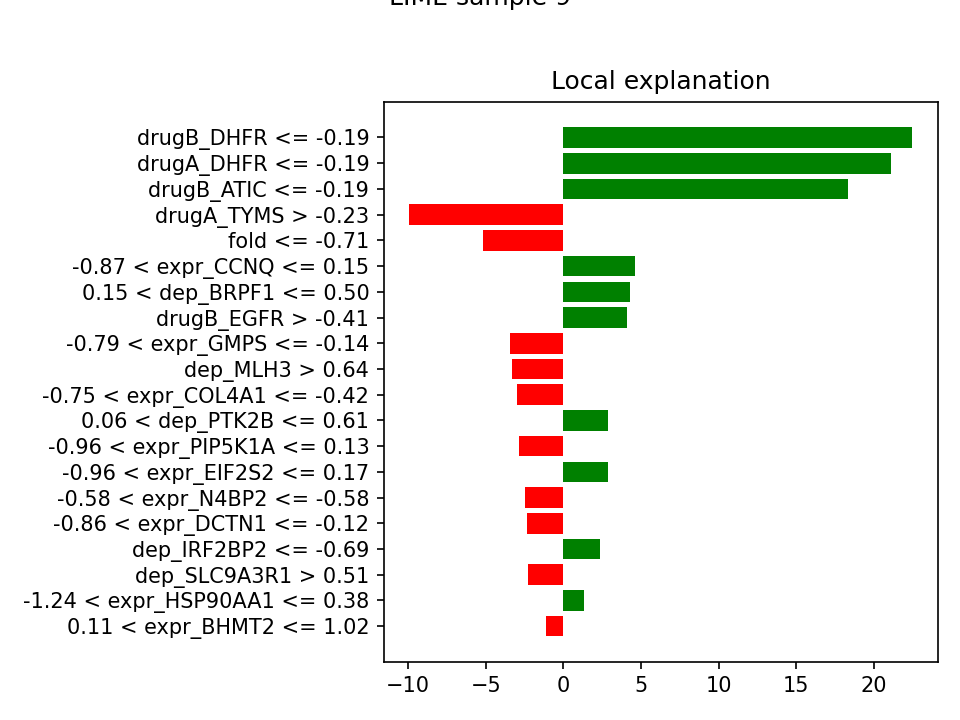 LIME sample 9
Local explanation
drugB_DHFR <= -0.19
drugA_DHFR <= -0.19
drugB_ATIC <= -0.19
drugA_TYMS > -0.23
fold <= -0.71
-0.87 < expr_CCNQ <= 0.15
0.15 < dep_BRPF1 <= 0.50
drugB_EGFR > -0.41
-0.79 < expr_GMPS <= -0.14
dep_MLH3 > 0.64
-0.75 < expr_COL4A1 <= -0.42
0.06 < dep_PTK2B <= 0.61
-0.96 < expr_PIP5K1A <= 0.13
-0.96 < expr_EIF2S2 <= 0.17
-0.58 < expr_N4BP2 <= -0.58
-0.86 < expr_DCTN1 <= -0.12
dep_IRF2BP2 <= -0.69
dep_SLC9A3R1 > 0.51
-1.24 < expr_HSP90AA1 <= 0.38
0.11 < expr_BHMT2 <= 1.02
−10 −5 0 5 10 15 20